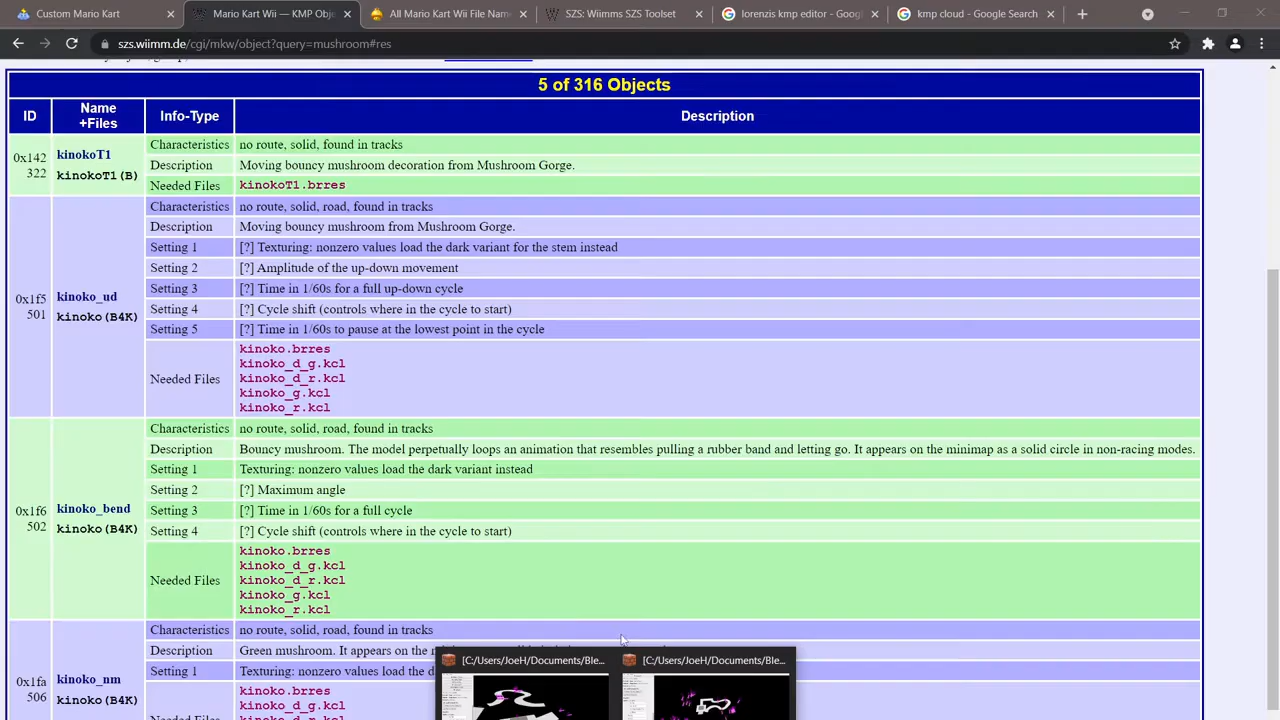 Custom Mario Kart
Mario Kart Wii — KMP Obje
All Mario Kart Wii File Name
SZS: Wiimms SZS Toolset
lorenzis kmp editor - Googl
kmp cloud - Google Search
szs.wiimm.de/cgi/mkw/object?query=mushroom#res
5 of 316 Objects
ID
Name
+Files
Info-Type
Description
0x142
322
kinokoT1
kinokoT1(B)
Characteristics
no route, solid, found in tracks
Description
Moving bouncy mushroom decoration from Mushroom Gorge.
Needed Files
kinokoT1.brres
0x1f5
501
kinoko_ud
kinoko(B4K)
Characteristics
no route, solid, road, found in tracks
Description
Moving bouncy mushroom from Mushroom Gorge.
Setting 1
[?] Texturing: nonzero values load the dark variant for the stem instead
Setting 2
[?] Amplitude of the up-down movement
Setting 3
[?] Time in 1/60s for a full up-down cycle
Setting 4
[?] Cycle shift (controls where in the cycle to start)
Setting 5
[?] Time in 1/60s to pause at the lowest point in the cycle
Needed Files
kinoko.brres
kinoko_d_g.kcl
kinoko_d_r.kcl
kinoko_g.kcl
kinoko_r.kcl
0x1f6
502
kinoko_bend
kinoko(B4K)
Characteristics
no route, solid, road, found in tracks
Description
Bouncy mushroom. The model perpetually loops an animation that resembles pulling a rubber band and letting go. It appears on the minimap as a solid circle in non-racing modes.
Setting 1
Texturing: nonzero values load the dark variant instead
Setting 2
[?] Maximum angle
Setting 3
[?] Time in 1/60s for a full cycle
Setting 4
[?] Cycle shift (controls where in the cycle to start)
Needed Files
kinoko.brres
kinoko_d_g.kcl
kinoko_d_r.kcl
kinoko_g.kcl
kinoko_r.kcl
0x1fa
506
kinoko_nm
kinoko(B4K)
Characteristics
no route, solid, road, found in tracks
Description
Green mushroom. It appears on the
Setting 1
Texturing: nonzero values load the d
Needed Files
kinoko.brres
kinoko_d_g.kcl
[C:/Users/JoeH/Documents/Ble...
[C:/Users/JoeH/Documents/Ble...